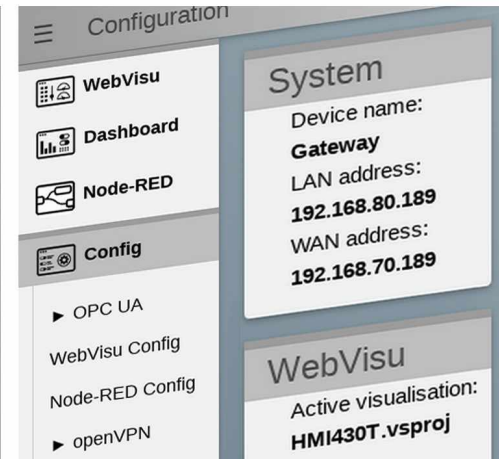 Configuration
WebVisu
Dashboard
Node-RED
Config
► OPC UA
WebVisu Config
Node-RED Config
► openVPN
System
Device name:
Gateway
LAN address:
192.168.80.189
WAN address:
192.168.70.189
WebVisu
Active visualisation:
HMI430T.vsproj